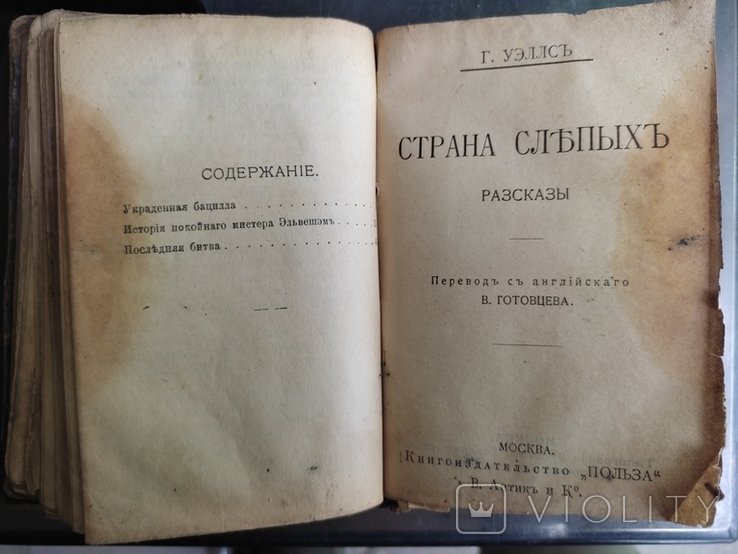 СОДЕРЖАНІЕ.
Украденная бацилла . . . . . . . . . .
Исторія покойнаго мистера Эльвешэмъ . . . .
Послѣдняя битва . . . . . . . . . . .
Г. УЭЛЛСЪ
СТРАНА СЛѢПЫХЪ
РАЗСКАЗЫ
Переводъ съ англійскаго
В. ГОТОВЦЕВА.
МОСКВА.
Книгоиздательство „ПОЛЬЗА“
В. Антикъ и Кº.
VIOLITY